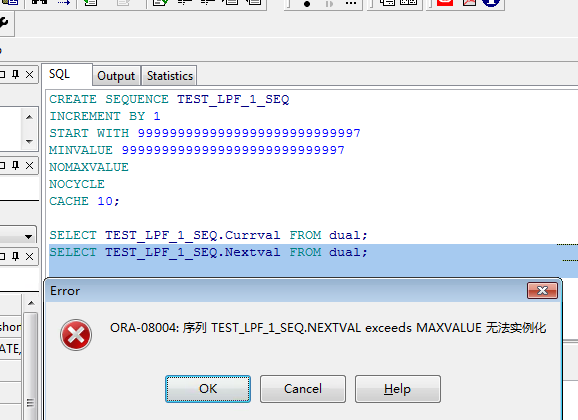 SQL
Output
Statistics
CREATE SEQUENCE TEST_LPF_1_SEQ
INCREMENT BY 1
START WITH 9999999999999999999999999997
MINVALUE 9999999999999999999999999997
NOMAXVALUE
NOCYCLE
CACHE 10;
SELECT TEST_LPF_1_SEQ.Currval FROM dual;
SELECT TEST_LPF_1_SEQ.Nextval FROM dual;
Error
ORA-08004: 序列 TEST_LPF_1_SEQ.NEXTVAL exceeds MAXVALUE 无法实例化
OK
Cancel
Help